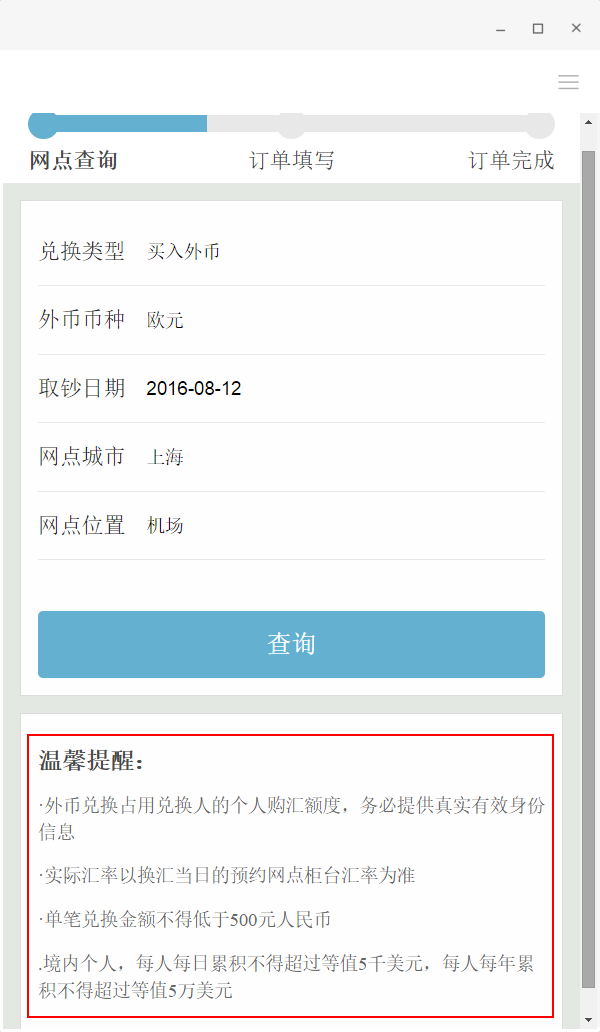 网点查询 订单填写 订单完成
兑换类型 买入外币
外币币种 欧元
取钞日期 2016-08-12
网点城市 上海
网点位置 机场
查询
温馨提醒：
·外币兑换占用兑换人的个人购汇额度，务必提供真实有效身份
信息
·实际汇率以换汇当日的预约网点柜台汇率为准
·单笔兑换金额不得低于500元人民币
.境内个人，每人每日累积不得超过等值5千美元，每人每年累
积不得超过等值5万美元